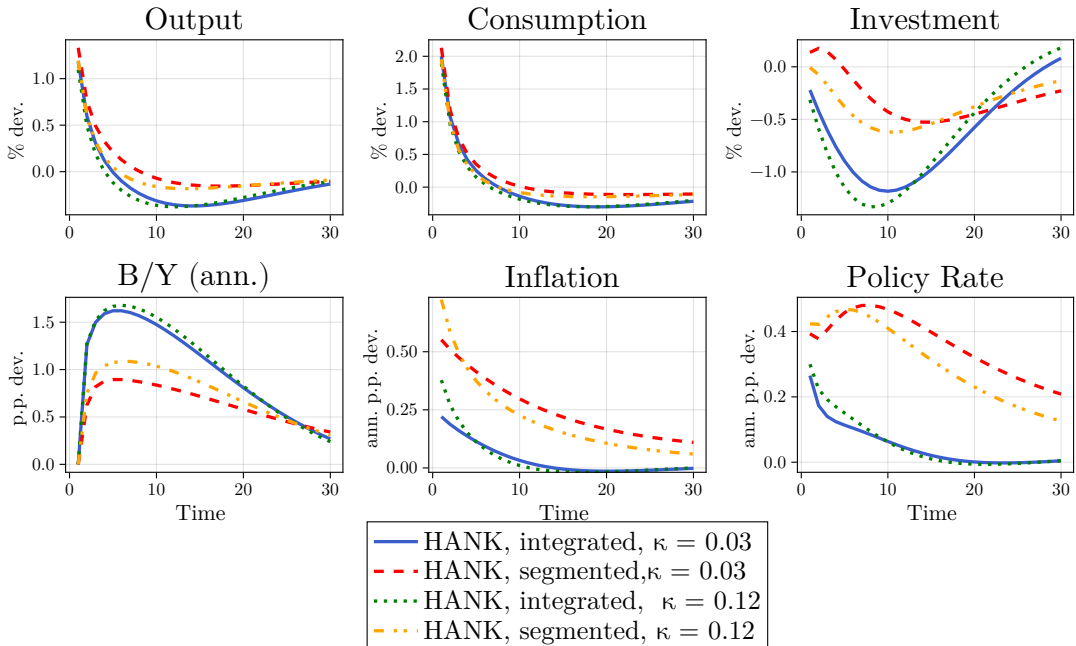 Output
Consumption
Investment
% dev.
1.0
0.5
0.0
0
10
20
30
% dev.
2.0
1.5
1.0
0.5
0.0
0
10
20
30
% dev.
0.0
−0.5
−1.0
0
10
20
30
B/Y (ann.)
Inflation
Policy Rate
p.p. dev.
1.5
1.0
0.5
0.0
0
10
20
30
Time
ann. p.p. dev.
0.50
0.25
0.00
0
10
20
30
Time
ann. p.p. dev.
0.4
0.2
0.0
0
10
20
30
Time
HANK, integrated, κ = 0.03
HANK, segmented,κ = 0.03
HANK, integrated, κ = 0.12
HANK, segmented, κ = 0.12